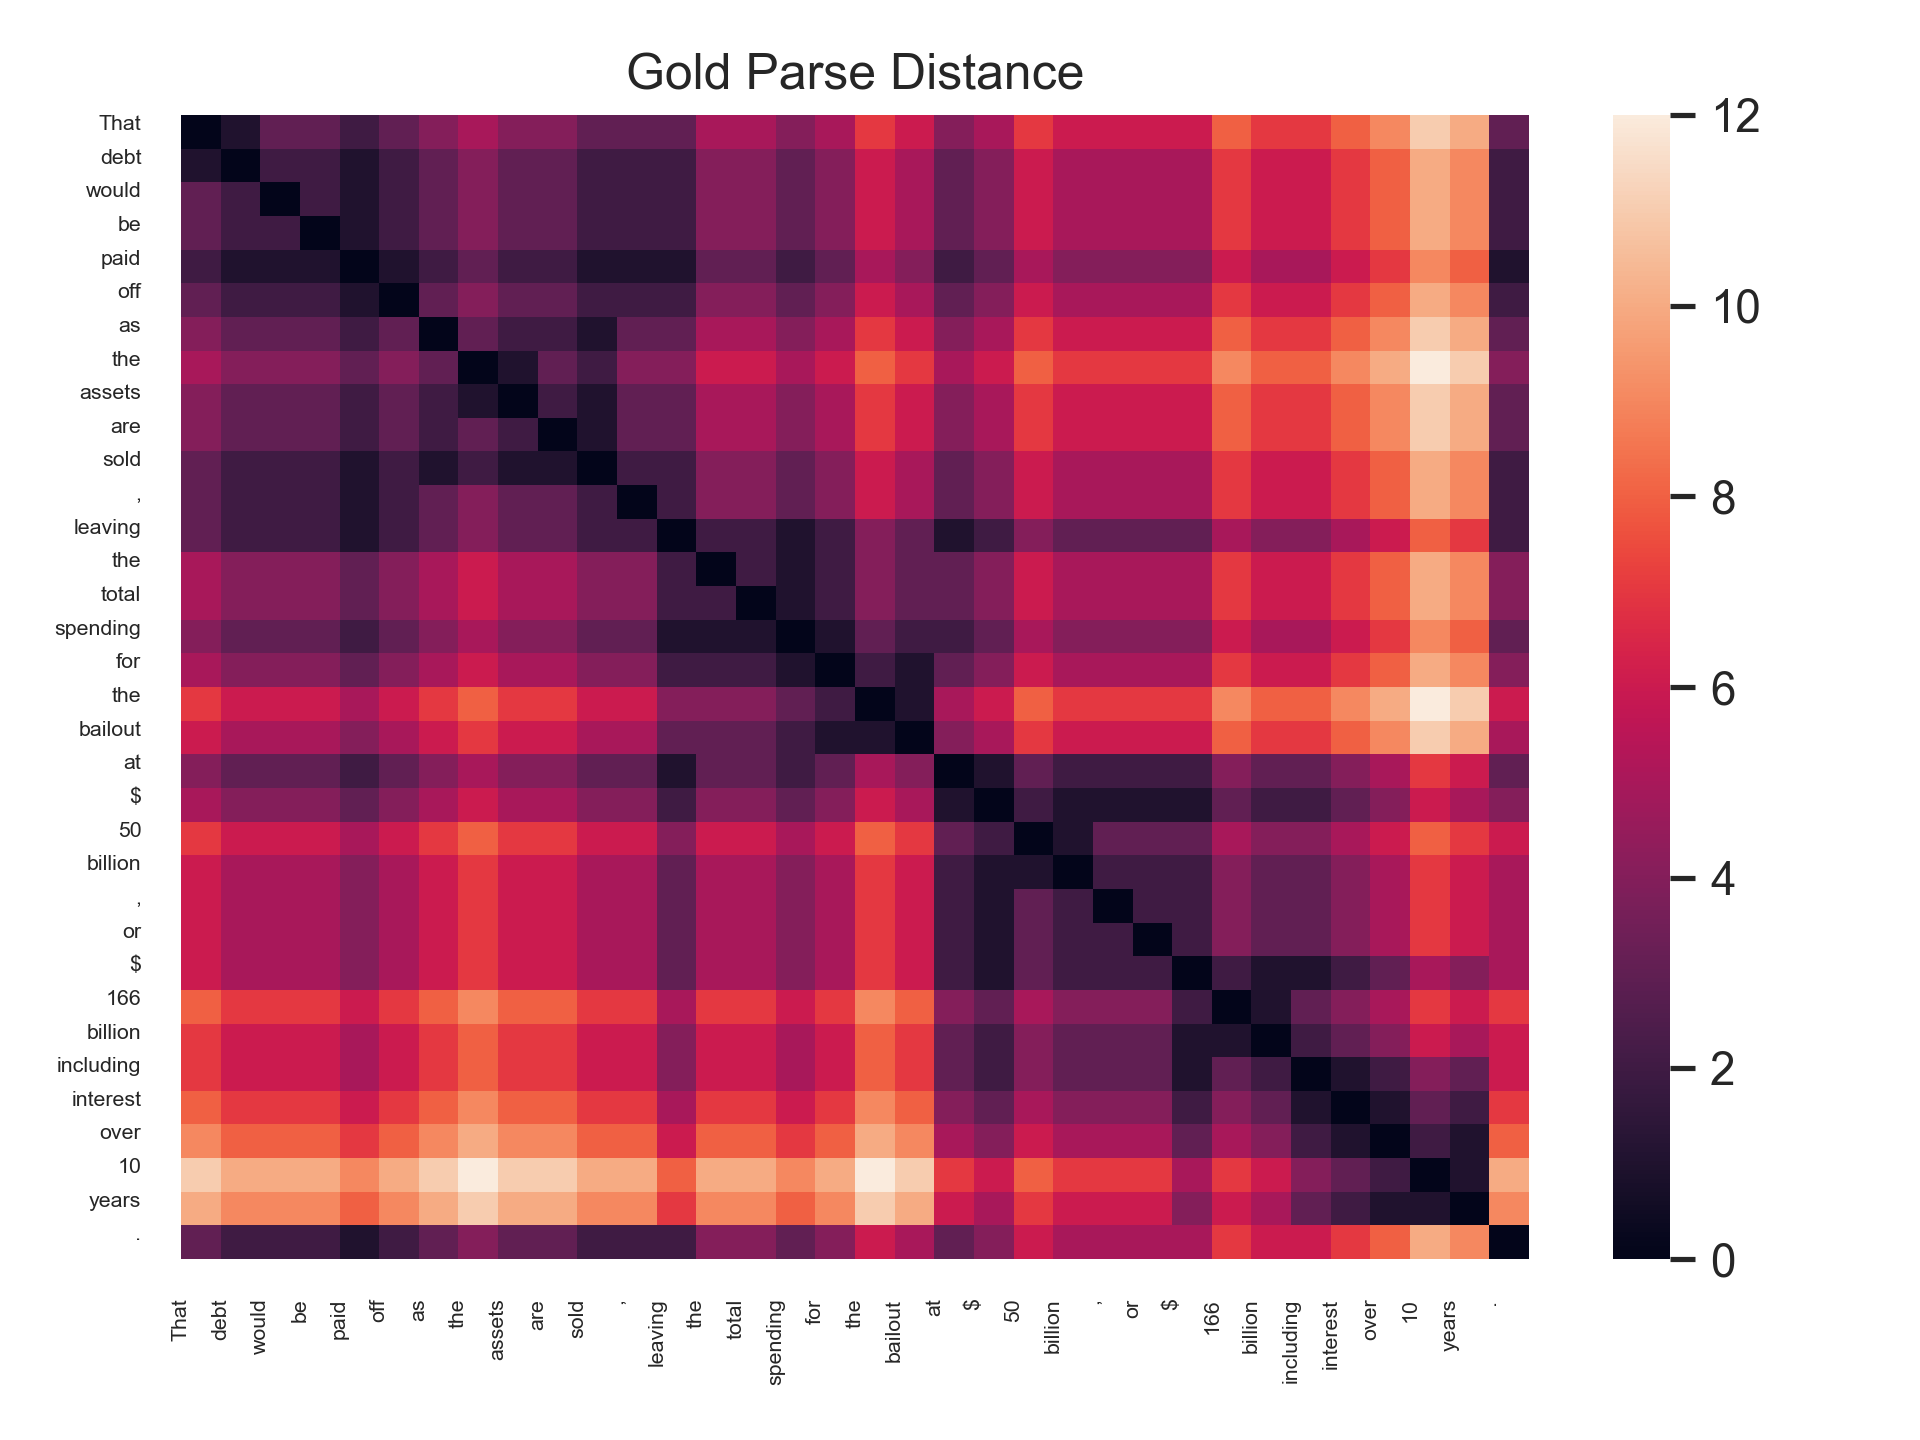 Gold Parse Distance
That
debt
would
be
paid
off
as
the
assets
are
sold
,
leaving
the
total
spending
for
the
bailout
at
$
50
billion
,
or
$
166
billion
including
interest
over
10
years
.
12
10
8
6
4
2
0
That debt would be paid off as the assets are sold , leaving the total spending for the bailout at $ 50 billion , or $ 166 billion including interest over 10 years .